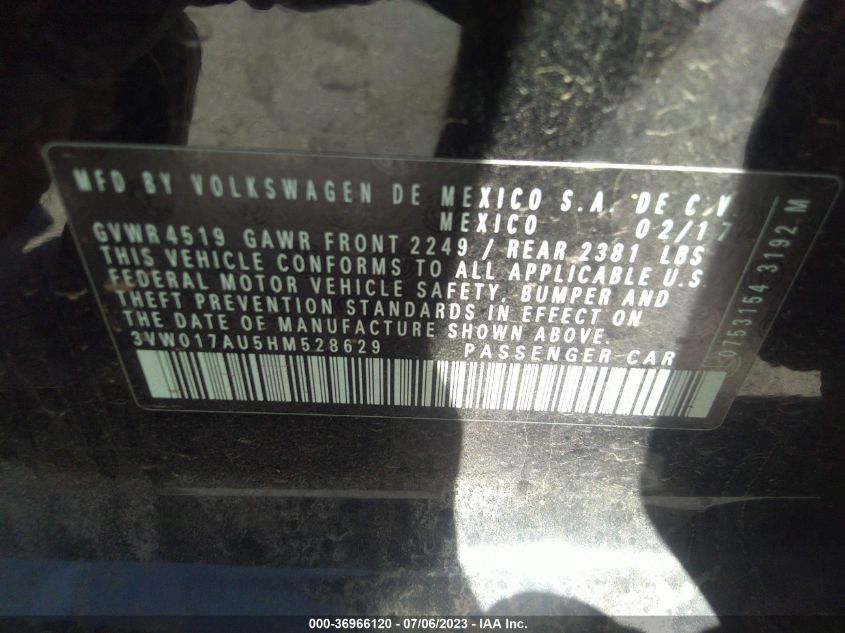 MFD BY VOLKSWAGEN DE MEXICO S.A. DE C.V.
MEXICO 02/17
GVWR 4519 GAWR FRONT 2249 / REAR 2381 LBS
THIS VEHICLE CONFORMS TO ALL APPLICABLE U.S.
FEDERAL MOTOR VEHICLE SAFETY, BUMPER AND
THEFT PREVENTION STANDARDS IN EFFECT ON
THE DATE OF MANUFACTURE SHOWN ABOVE.
3VW017AU5HM528629 PASSENGER CAR
0753154 3192 M
000-36966120 - 07/06/2023 - IAA Inc.